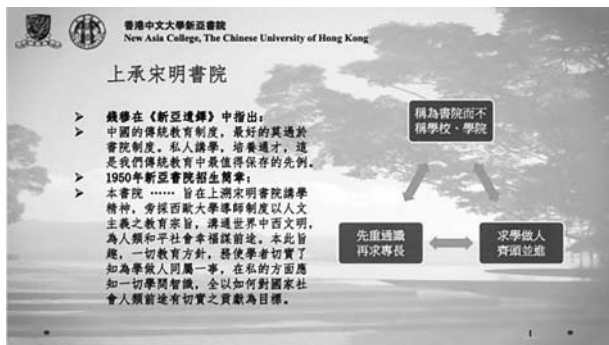 香港中文大學新亞書院
New Asia College, The Chinese University of Hong Kong
上承宋明書院
➢ 錢穆在《新亞遺鐸》中指出：
➢ 中國的傳統教育制度，最好的莫過於
書院制度。私人講學，培養通才，這
是我們傳統教育中最值得保存的先例。
➢ 1950年新亞書院招生簡章：
➢ 本書院 …… 旨在上溯宋明書院講學
精神，旁採西歐大學導師制度以人文
主義之教育宗旨，溝通世界中西文明，
為人類和平社會幸福謀前途。本此旨
趣，一切教育方針，務使學者切實了
知為學做人同屬一事，在私的方面應
知一切學問智識，全以如何對國家社
會人類前途有切實之貢獻為目標。
稱為書院而不
稱學校、學院
先重通識
再求專長
求學做人
齊頭並進
1